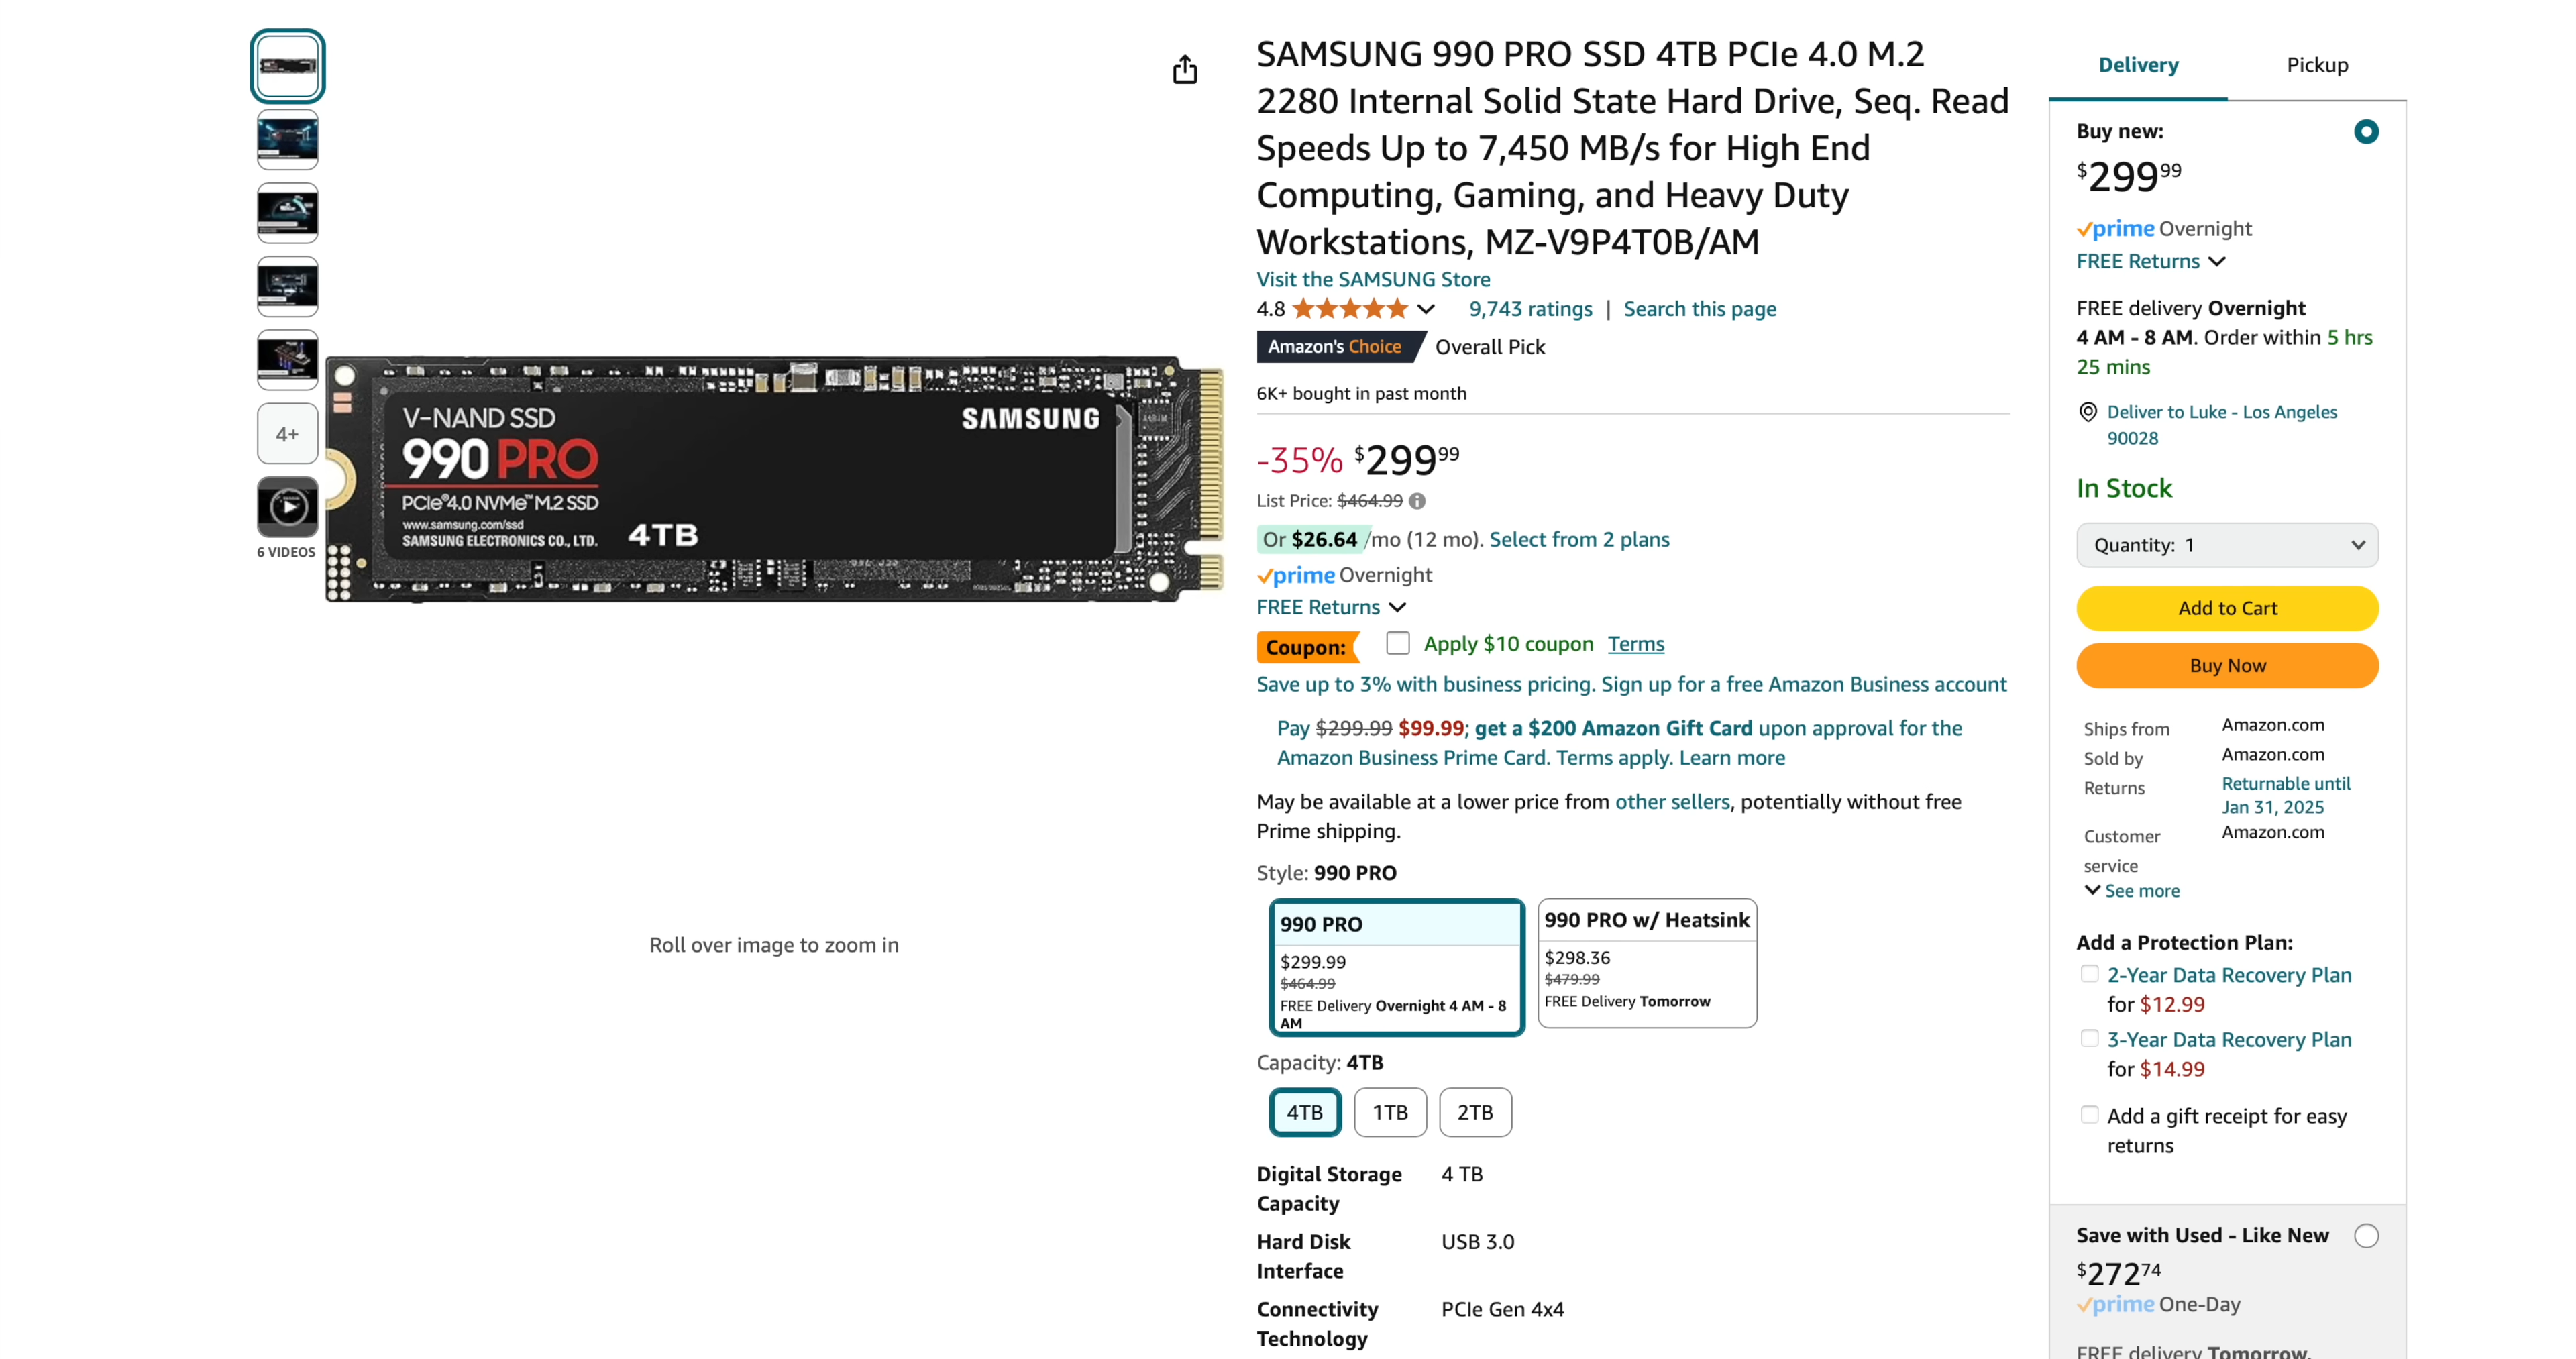 4+
6 VIDEOS
V-NAND SSD
990 PRO
PCIe®4.0 NVMe™ M.2 SSD
www.samsung.com/ssd
SAMSUNG ELECTRONICS CO., LTD.
4TB
SAMSUNG
Roll over image to zoom in
SAMSUNG 990 PRO SSD 4TB PCIe 4.0 M.2
2280 Internal Solid State Hard Drive, Seq. Read
Speeds Up to 7,450 MB/s for High End
Computing, Gaming, and Heavy Duty
Workstations, MZ-V9P4T0B/AM
Visit the SAMSUNG Store
4.8 9,743 ratings | Search this page
Amazon's Choice Overall Pick
6K+ bought in past month
-35% $299 99
List Price: $464.99
Or $26.64 /mo (12 mo). Select from 2 plans
prime Overnight
FREE Returns
Coupon: Apply $10 coupon Terms
Save up to 3% with business pricing. Sign up for a free Amazon Business account
Pay $299.99 $99.99; get a $200 Amazon Gift Card upon approval for the
Amazon Business Prime Card. Terms apply. Learn more
May be available at a lower price from other sellers, potentially without free
Prime shipping.
Style: 990 PRO
990 PRO
$299.99
$464.99
FREE Delivery Overnight 4 AM - 8
AM
990 PRO w/ Heatsink
$298.36
$479.99
FREE Delivery Tomorrow
Capacity: 4TB
4TB 1TB 2TB
Digital Storage 4 TB
Capacity
Hard Disk USB 3.0
Interface
Connectivity PCIe Gen 4x4
Technology
Delivery Pickup
Buy new:
$299 99
prime Overnight
FREE Returns
FREE delivery Overnight
4 AM - 8 AM. Order within 5 hrs
25 mins
Deliver to Luke - Los Angeles
90028
In Stock
Quantity: 1
Add to Cart
Buy Now
Ships from Amazon.com
Sold by Amazon.com
Returns Returnable until
Jan 31, 2025
Customer Amazon.com
service
See more
Add a Protection Plan:
2-Year Data Recovery Plan
for $12.99
3-Year Data Recovery Plan
for $14.99
Add a gift receipt for easy
returns
Save with Used - Like New
$272 74
prime One-Day
FREE delivery Tomorrow,